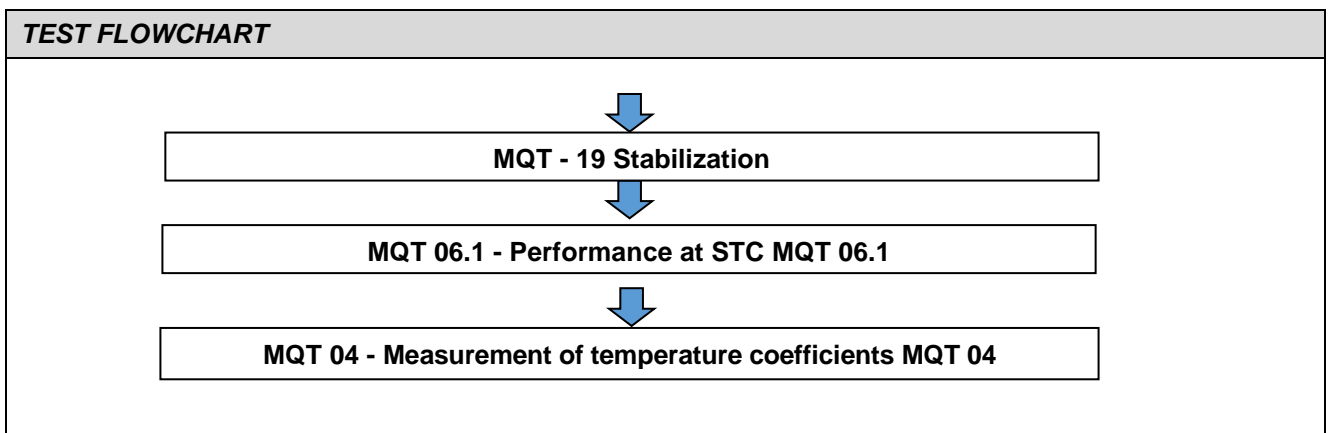 TEST FLOWCHART
MQT - 19 Stabilization
MQT 06.1 - Performance at STC MQT 06.1
MQT 04 - Measurement of temperature coefficients MQT 04